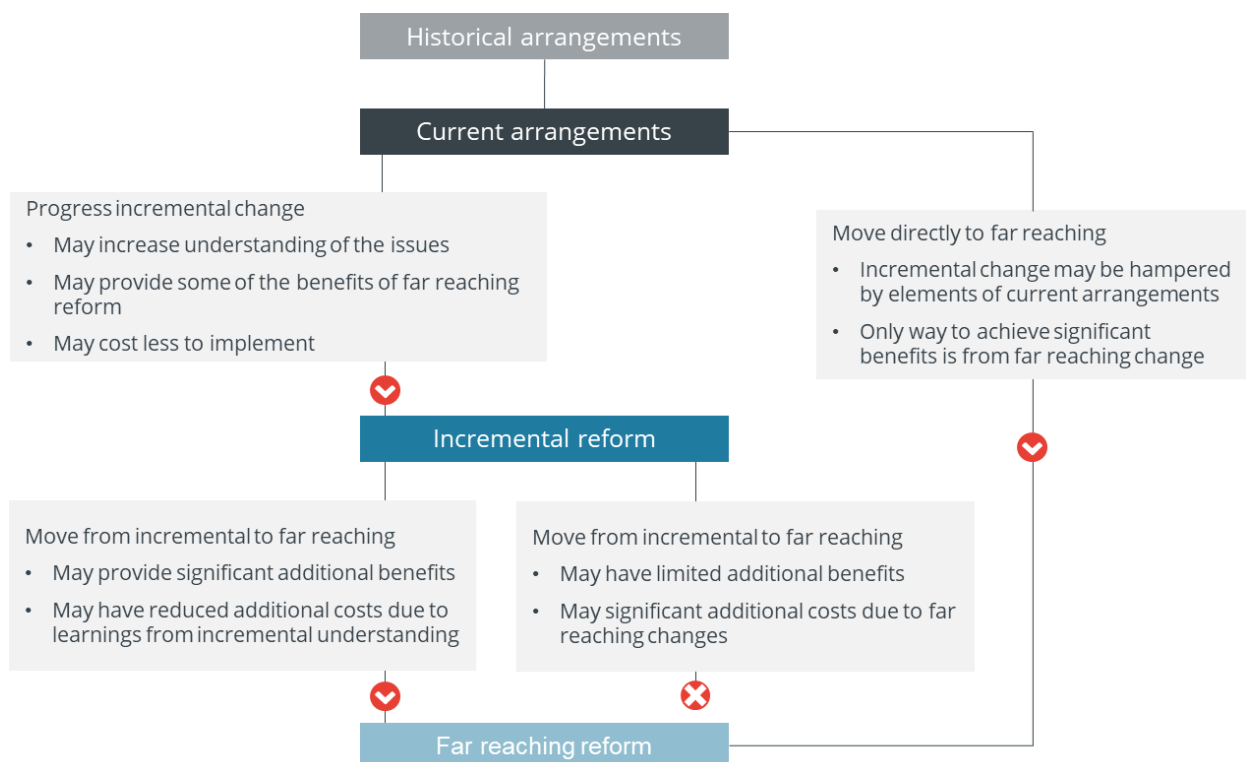 Historical arrangements
Current arrangements
Progress incremental change
• May increase understanding of the issues
• May provide some of the benefits of far reaching
reform
• May cost less to implement
Move directly to far reaching
• Incremental change may be hampered
by elements of current arrangements
• Only way to achieve significant
benefits is from far reaching change
Incremental reform
Move from incremental to far reaching
• May provide significant additional benefits
• May have reduced additional costs due to
learnings from incremental understanding
Move from incremental to far reaching
• May have limited additional benefits
• May significant additional costs due to far
reaching changes
Far reaching reform